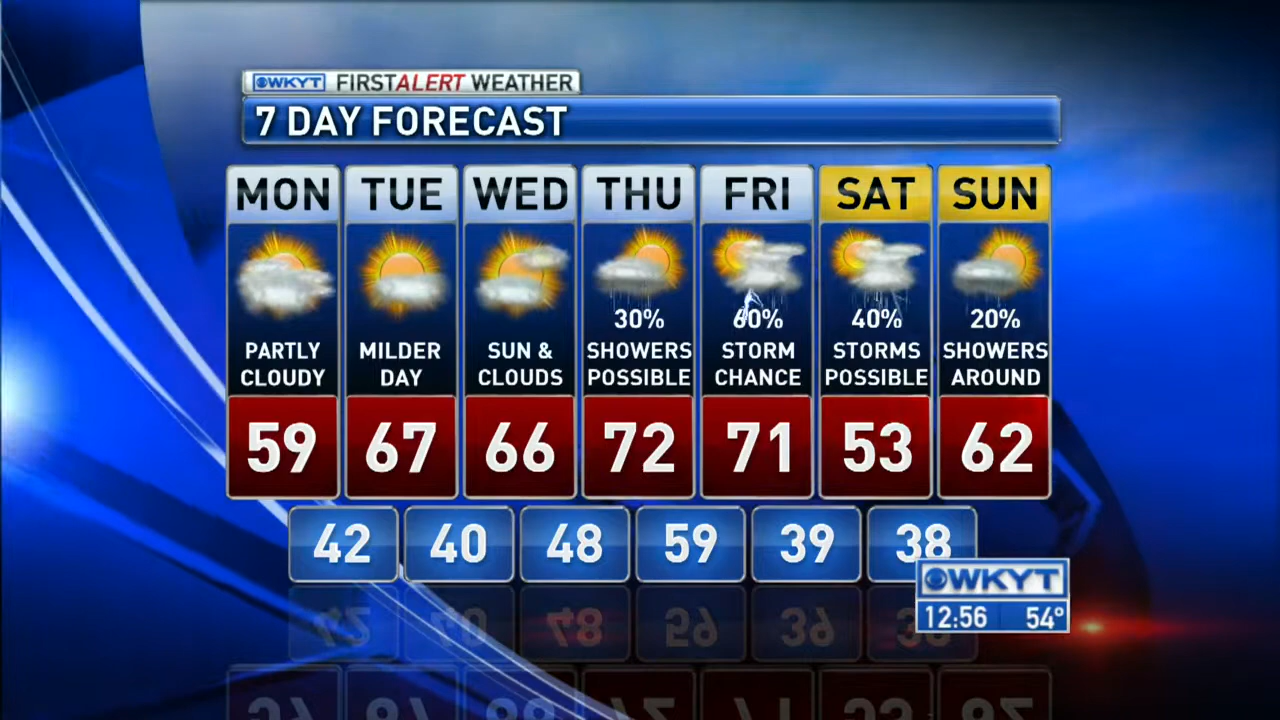 WKYT FIRSTALERT WEATHER
7 DAY FORECAST
MON TUE WED THU FRI SAT SUN
30% 60% 40% 20%
PARTLY CLOUDY
MILDER DAY
SUN & CLOUDS
SHOWERS POSSIBLE
STORM CHANCE
STORMS POSSIBLE
SHOWERS AROUND
59 67 66 72 71 53 62
42 40 48 59 39 38
WKYT
12:56 54°